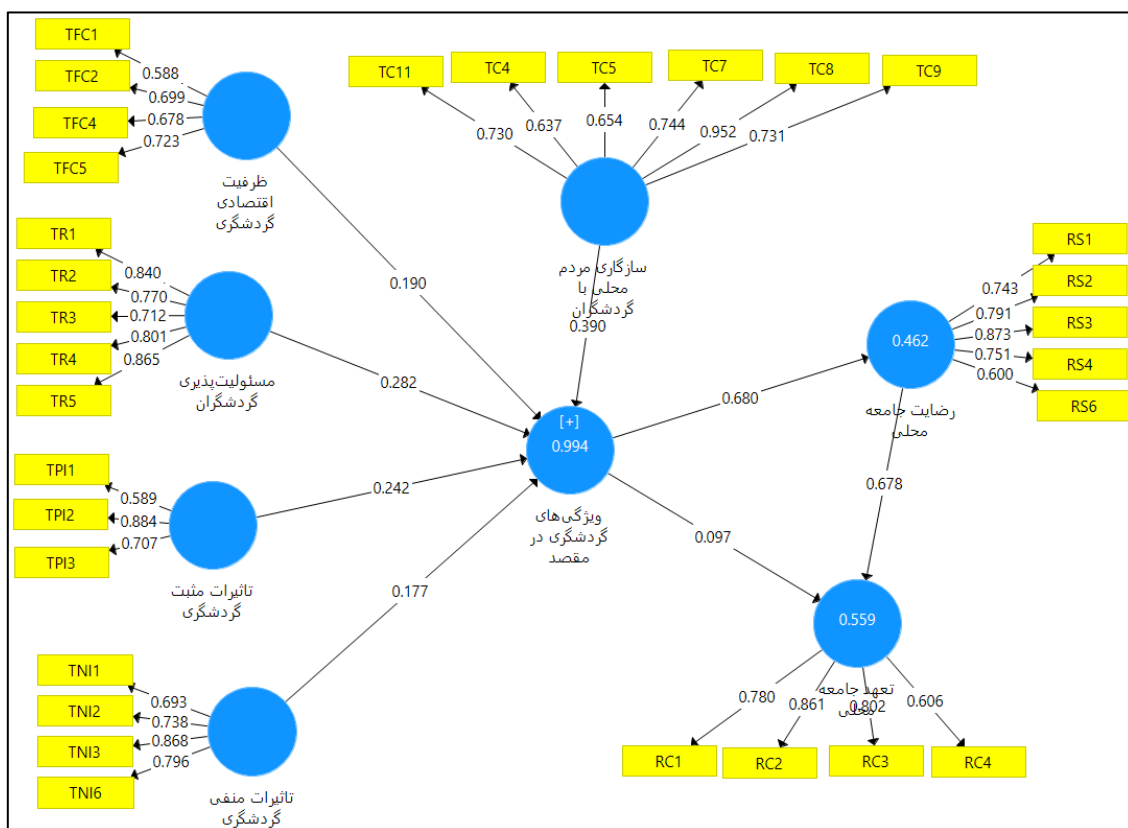 TFC1
TFC2
TFC4
TFC5
0.588
0.699
0.678
0.723
ظرفیت
اقتصادی
گردشگری
0.190
TC11
TC4
TC5
TC7
TC8
TC9
0.730
0.637
0.654
0.744
0.952
0.731
سازگاری مردم
محلی با
گردشگران
0.390
TR1
TR2
TR3
TR4
TR5
0.840
0.770
0.712
0.801
0.865
مسئولیت‌پذیری
گردشگران
0.282
RS1
RS2
RS3
RS4
RS6
0.743
0.791
0.873
0.751
0.600
0.462
رضایت جامعه
محلی
0.680
[+]
0.994
ویژگی‌های
گردشگری در
مقصد
0.678
0.097
TPI1
TPI2
TPI3
0.589
0.884
0.707
تاثیرات مثبت
گردشگری
0.242
0.177
TNI1
TNI2
TNI3
TNI6
0.693
0.738
0.868
0.796
تاثیرات منفی
گردشگری
0.559
تعهد جامعه
محلی
0.780
0.861
0.802
0.606
RC1
RC2
RC3
RC4